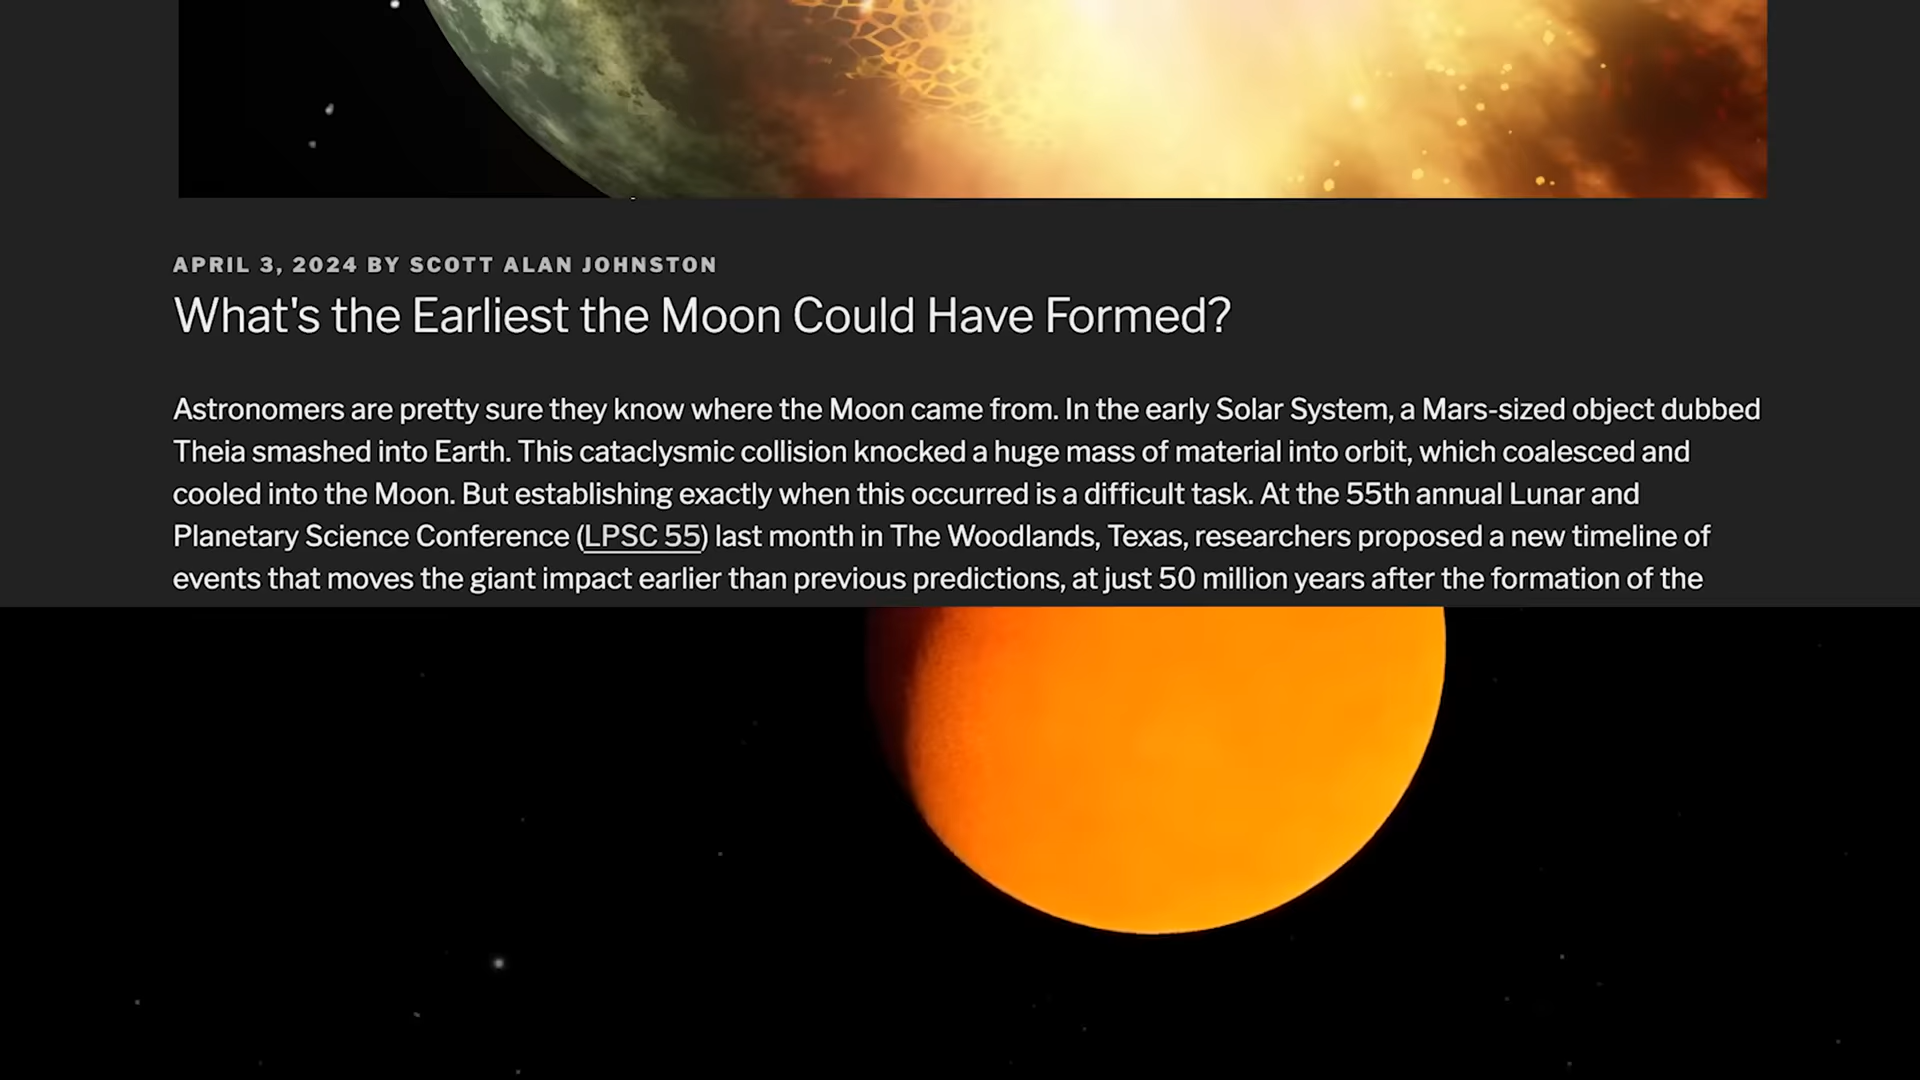 APRIL 3, 2024 BY SCOTT ALAN JOHNSTON
What's the Earliest the Moon Could Have Formed?
Astronomers are pretty sure they know where the Moon came from. In the early Solar System, a Mars-sized object dubbed
Theia smashed into Earth. This cataclysmic collision knocked a huge mass of material into orbit, which coalesced and
cooled into the Moon. But establishing exactly when this occurred is a difficult task. At the 55th annual Lunar and
Planetary Science Conference (LPSC 55) last month in The Woodlands, Texas, researchers proposed a new timeline of
events that moves the giant impact earlier than previous predictions, at just 50 million years after the formation of the